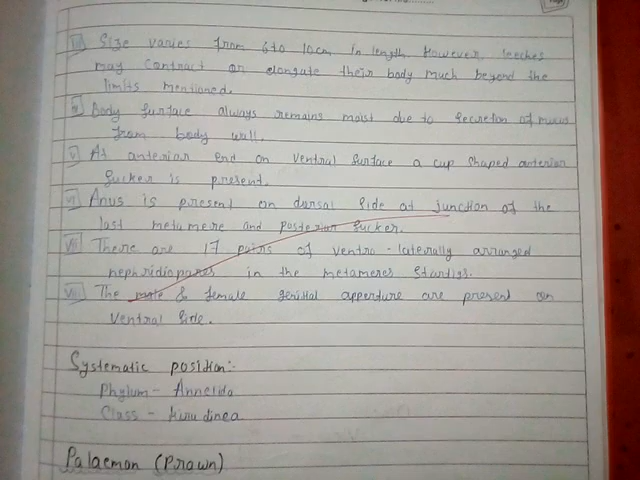 iii) Size varies from 6 to 10cm in length. However, leeches
may contract or elongate their body much beyond the
limits mentioned.
iv) Body surface always remains moist due to secretion of mucus
from body wall.
v) At anterior end on ventral surface a cup shaped anterior
sucker is present.
vi) Anus is present on dorsal side at junction of the
last metamere and posterior sucker.
vii) There are 17 pairs of ventro-laterally arranged
nephridiopores in the metameres
viii) The male & female genital apperture are present on
ventral side.
Systematic position:-
Phylum- Annelida
Class - Hirudinea
Palaemon (Prawn)